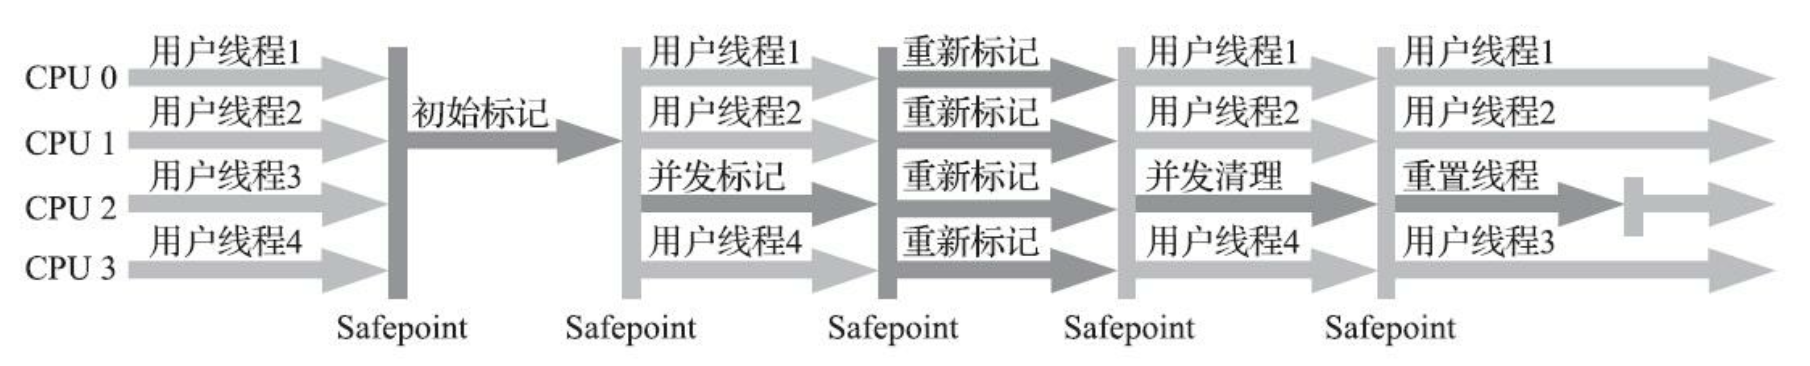 用户线程1
用户线程1
重新标记
用户线程1
用户线程1
CPU 0
用户线程2
初始标记
用户线程2
重新标记
用户线程2
用户线程2
CPU 1
用户线程3
并发标记
重新标记
并发清理
重置线程
CPU 2
用户线程4
用户线程4
重新标记
用户线程4
用户线程3
CPU 3
Safepoint
Safepoint
Safepoint
Safepoint
Safepoint